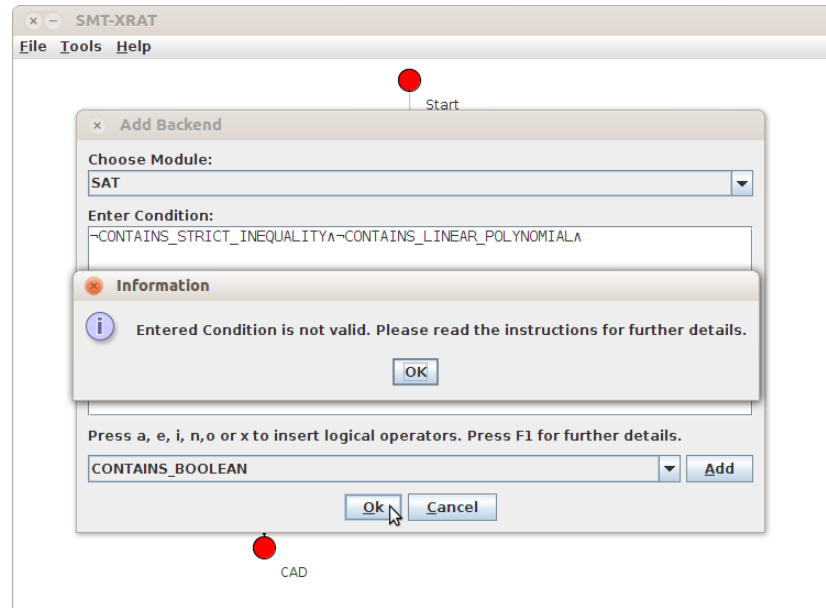 SMT-XRAT
File Tools Help
Start
Add Backend
Choose Module:
SAT
Enter Condition:
¬CONTAINS_STRICT_INEQUALITY∧¬CONTAINS_LINEAR_POLYNOMIAL∧
Information
Entered Condition is not valid. Please read the instructions for further details.
OK
Press a, e, i, n,o or x to insert logical operators. Press F1 for further details.
CONTAINS_BOOLEAN Add
Ok Cancel
CAD